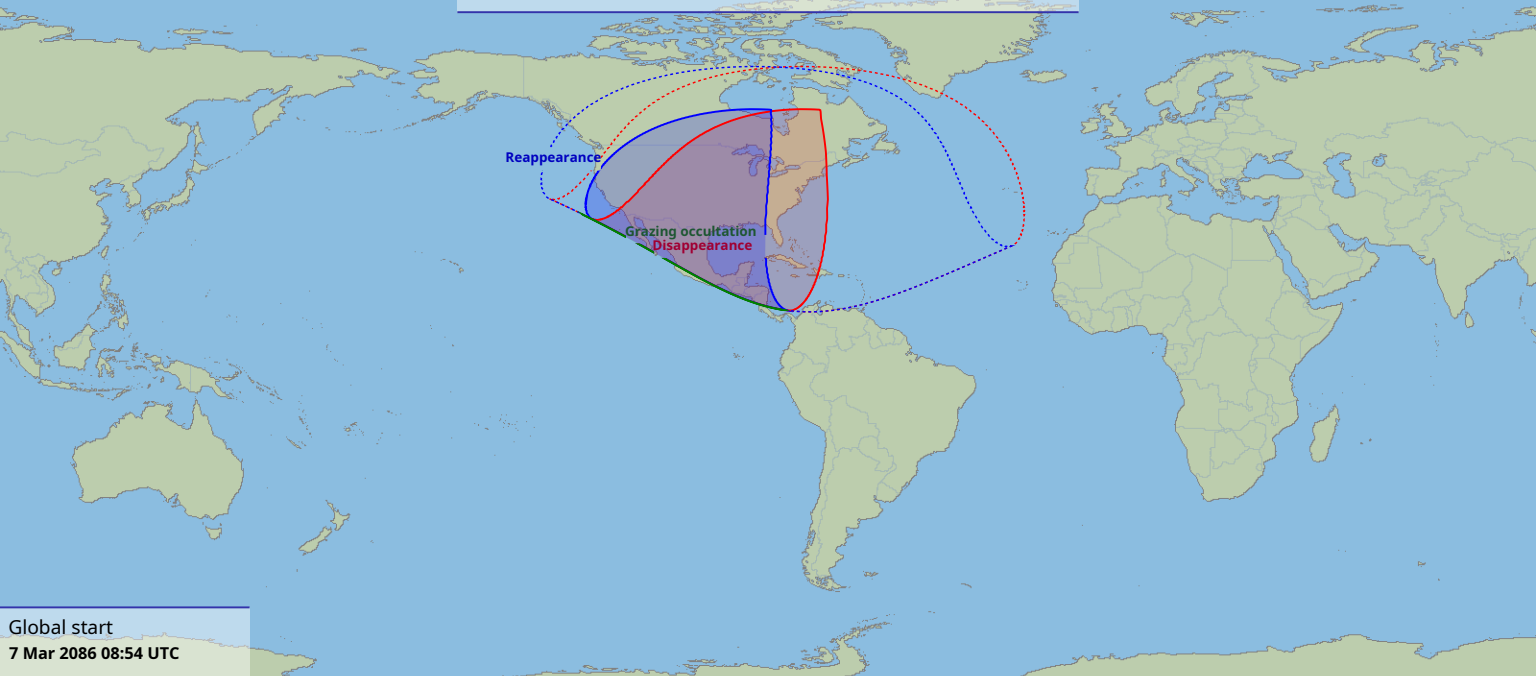 Reappearance
Grazing occultation
Disappearance
Global start
7 Mar 2086 08:54 UTC